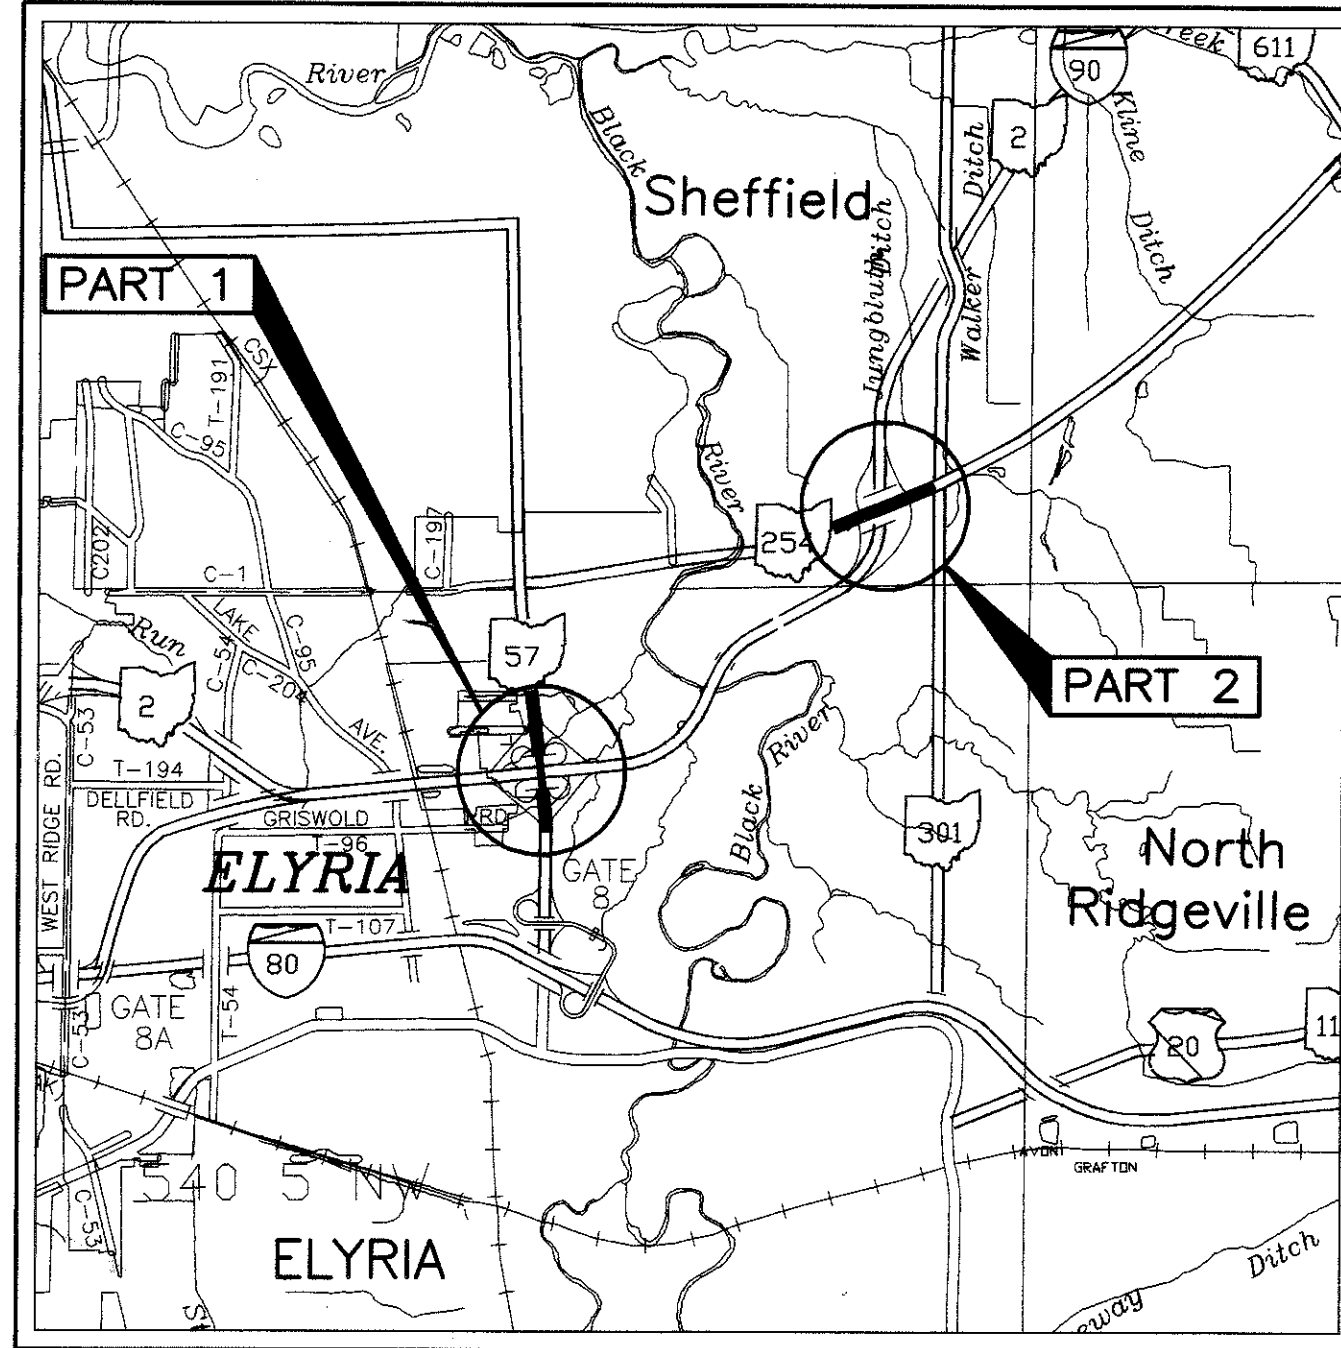 River
Black
Sheffield
Jungbluth
Ditch
Ditch
Walker
2
90
reek
611
Kline
Ditch
PART 1
CSX
T-191
C-95
C202
C-197
C-1
River
254
LAKE
AVE.
C-95
C-54
C-204
Run
57
2
C-53
T-194
DELLFIELD
RD.
GRISWOLD
RD
T-96
WEST RIDGE RD.
ELYRIA
GATE
8
River
Black
PART 2
301
North
Ridgeville
T-107
80
T-54
GATE
8A
C-53
20
11
AVON
GRAFTON
540 5 NW
C-53
ELYRIA
St
Ditch
eway